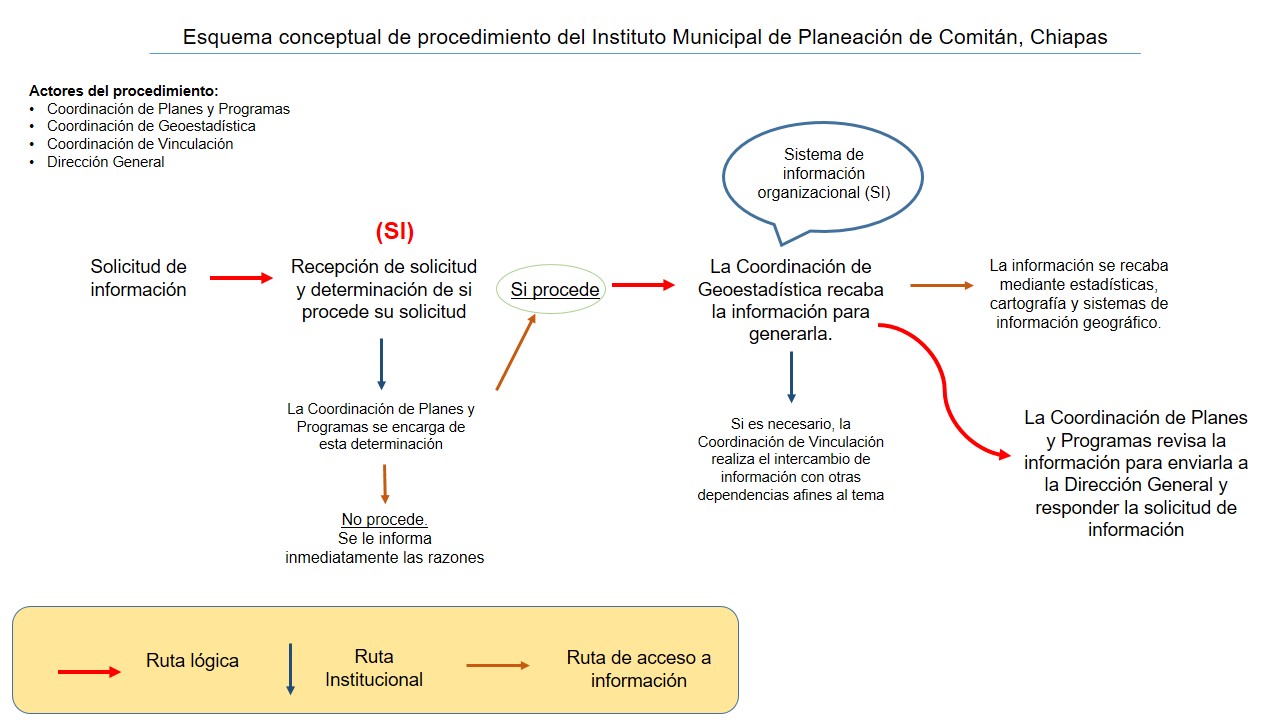 Esquema conceptual de procedimiento del Instituto Municipal de Planeación de Comitán, Chiapas
Actores del procedimiento:
• Coordinación de Planes y Programas
• Coordinación de Geoestadística
• Coordinación de Vinculación
• Dirección General
Sistema de
información
organizacional (SI)
(SI)
Solicitud de
información
Recepción de solicitud
y determinación de si
procede su solicitud
Si procede
La Coordinación de
Geoestadística recaba
la información para
generarla.
La información se recaba
mediante estadísticas,
cartografía y sistemas de
información geográfico.
La Coordinación de Planes y
Programas se encarga de
esta determinación
No procede.
Se le informa
inmediatamente las razones
Si es necesario, la
Coordinación de Vinculación
realiza el intercambio de
información con otras
dependencias afines al tema
La Coordinación de Planes
y Programas revisa la
información para enviarla a
la Dirección General y
responder la solicitud de
información
Ruta lógica
Ruta
Institucional
Ruta de acceso a
información